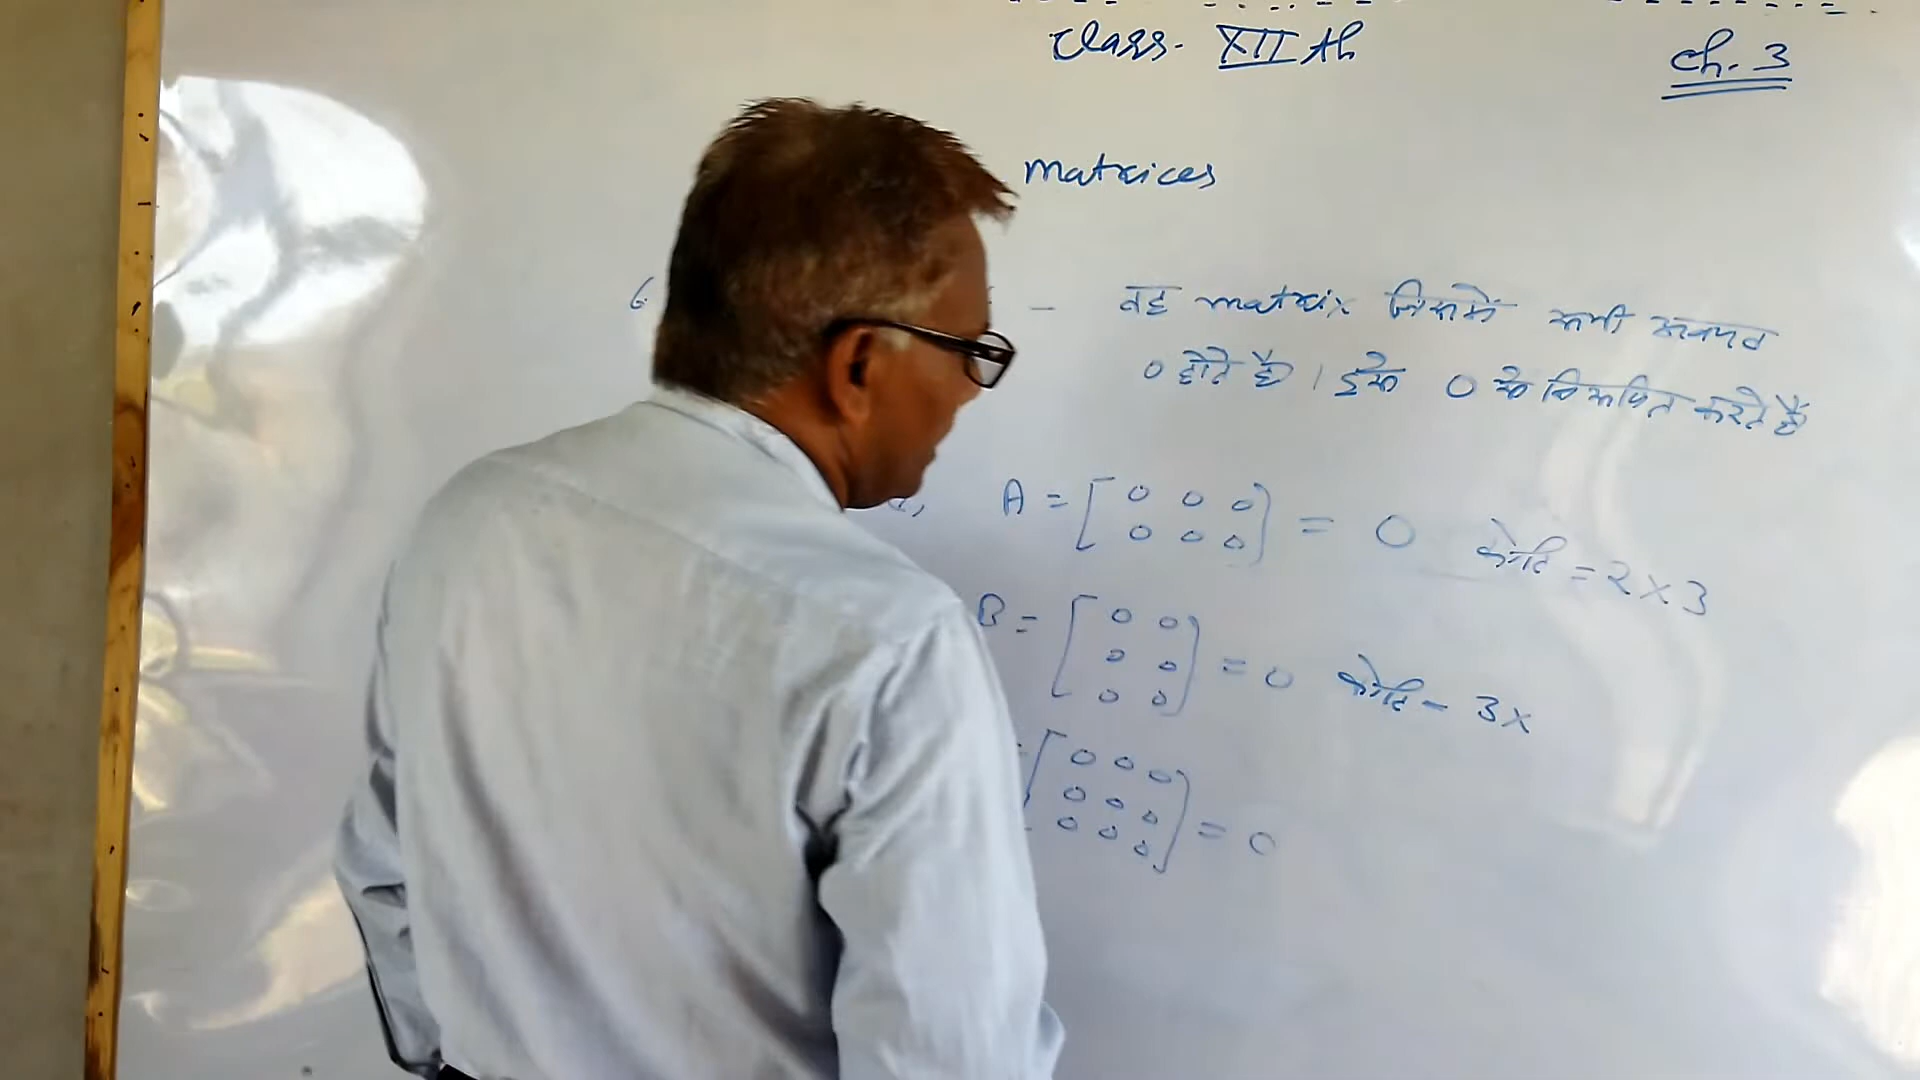 Class- XII th
Ch. 3
Matrices
6
– वह matrix जिसमें सभी अवयव
0 होते है । इसे 0 से निरूपित करते हैं
A = [ 0 0 0
0 0 0 ] = 0 कोटि = 2 x 3
B = [ 0 0
0 0
0 0 ] = 0 कोटि - 3 x
= [ 0 0 0
0 0 0
0 0 0 ] = 0